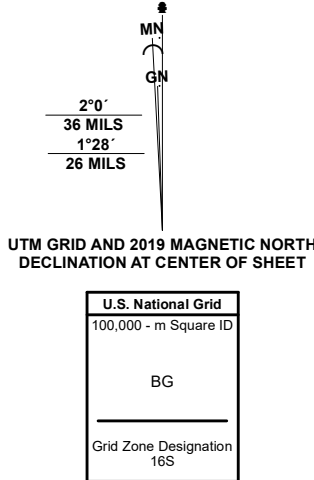 MN
GN
2°0´
36 MILS
1°28´
26 MILS
UTM GRID AND 2019 MAGNETIC NORTH
DECLINATION AT CENTER OF SHEET
U.S. National Grid
100,000 - m Square ID
BG
Grid Zone Designation
16S